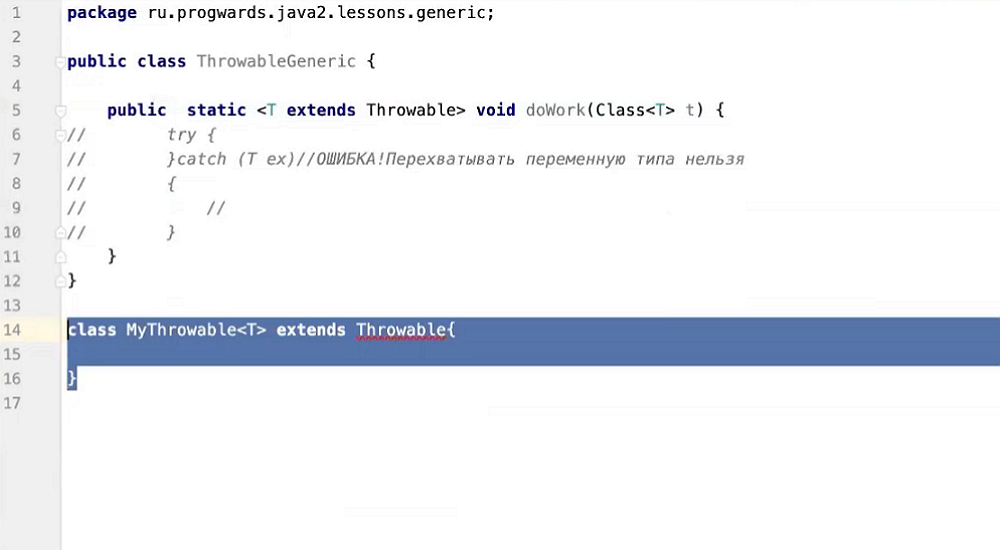 1 package ru.progwards.java2.lessons.generic;
2
3 public class ThrowableGeneric {
4
5 public static <T extends Throwable> void doWork(Class<T> t) {
6 // try {
7 // }catch (T ex)//ОШИБКА!Перехватывать переменную типа нельзя
8 // {
9 // //
10 // }
11 }
12 }
13
14 class MyThrowable<T> extends Throwable{
15
16 }
17